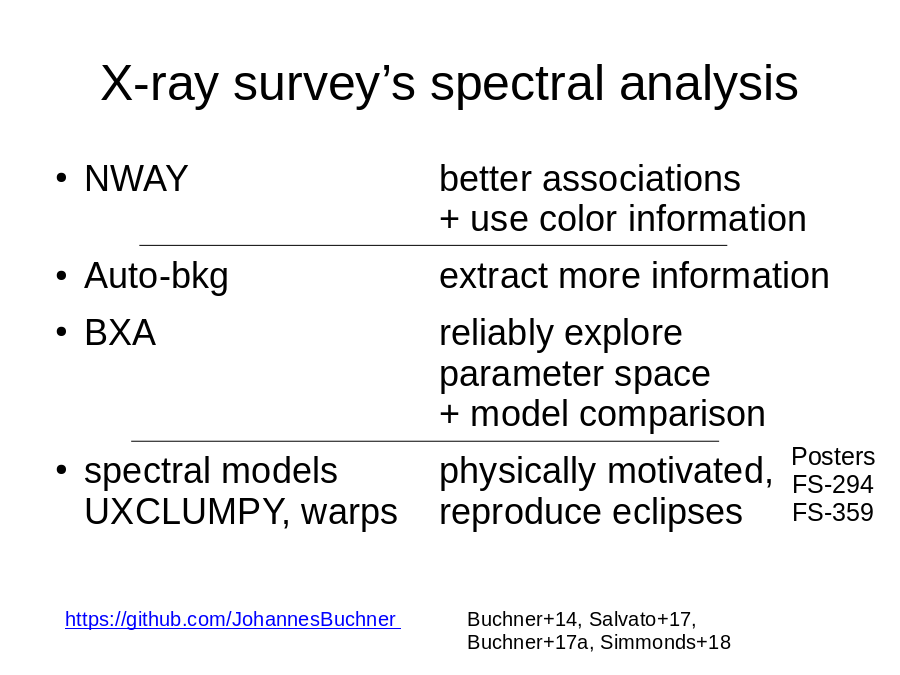 X-ray survey’s spectral analysis
• NWAY better associations
+ use color information
• Auto-bkg extract more information
• BXA reliably explore
parameter space
+ model comparison
• spectral models physically motivated,
UXCLUMPY, warps reproduce eclipses
Posters
FS-294
FS-359
https://github.com/JohannesBuchner
Buchner+14, Salvato+17,
Buchner+17a, Simmonds+18